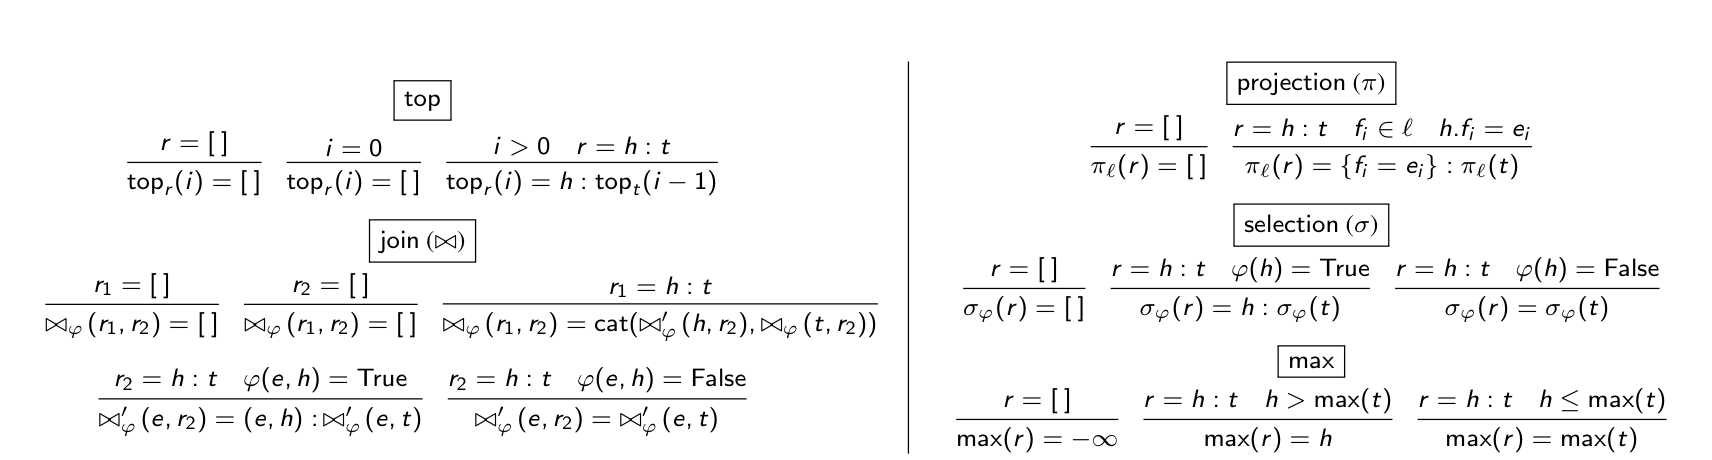 top
r = [ ]
top_r(i) = [ ]
i = 0
top_r(i) = [ ]
i > 0 r = h : t
top_r(i) = h : top_t(i − 1)
join (⋈)
r₁ = [ ]
⋈_φ (r₁, r₂) = [ ]
r₂ = [ ]
⋈_φ (r₁, r₂) = [ ]
r₁ = h : t
⋈_φ (r₁, r₂) = cat(⋈′_φ (h, r₂), ⋈_φ (t, r₂))
r₂ = h : t φ(e, h) = True
⋈′_φ (e, r₂) = (e, h) : ⋈′_φ (e, t)
r₂ = h : t φ(e, h) = False
⋈′_φ (e, r₂) = ⋈′_φ (e, t)
projection (π)
r = [ ]
π_ℓ(r) = [ ]
r = h : t f_i ∈ ℓ h.f_i = e_i
π_ℓ(r) = {f_i = e_i} : π_ℓ(t)
selection (σ)
r = [ ]
σ_φ(r) = [ ]
r = h : t φ(h) = True
σ_φ(r) = h : σ_φ(t)
r = h : t φ(h) = False
σ_φ(r) = σ_φ(t)
max
r = [ ]
max(r) = −∞
r = h : t h > max(t)
max(r) = h
r = h : t h ≤ max(t)
max(r) = max(t)